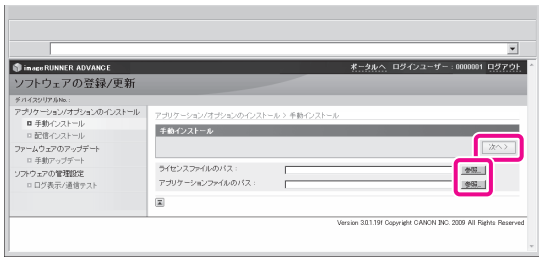 imageRUNNER ADVANCE
ポータルへ ログインユーザー : 0000001 ログアウト
ソフトウェアの登録/更新
デバイスシリアルNo. :
アプリケーション/オプションのインストール
手動インストール
配信インストール
ファームウェアのアップデート
手動アップデート
ソフトウェアの管理設定
ログ表示/通信テスト
アプリケーション/オプションのインストール > 手動インストール
手動インストール
次へ >
ライセンスファイルのパス :
参照...
アプリケーションファイルのパス :
参照...
Version 3.0.1.19f Copyright CANON INC. 2009 All Rights Reserved